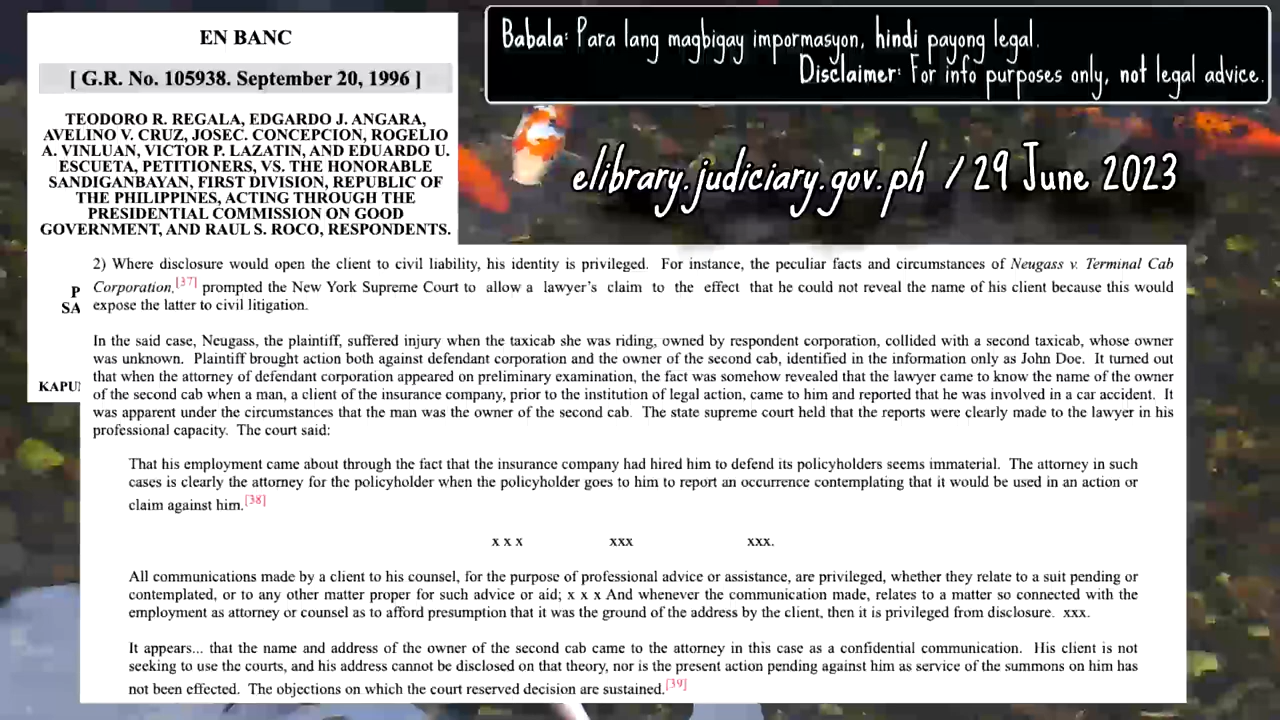 EN BANC
[ G.R. No. 105938. September 20, 1996 ]
TEODORO R. REGALA, EDGARDO J. ANGARA,
AVELINO V. CRUZ, JOSEC. CONCEPCION, ROGELIO
A. VINLUAN, VICTOR P. LAZATIN, AND EDUARDO U.
ESCUETA, PETITIONERS, VS. THE HONORABLE
SANDIGANBAYAN, FIRST DIVISION, REPUBLIC OF
THE PHILIPPINES, ACTING THROUGH THE
PRESIDENTIAL COMMISSION ON GOOD
GOVERNMENT, AND RAUL S. ROCO, RESPONDENTS.
P
SA
KAPU
Babala: Para lang magbigay impormasyon, hindi payong legal.
Disclaimer: For info purposes only, not legal advice.
elibrary.judiciary.gov.ph / 29 June 2023
2) Where disclosure would open the client to civil liability, his identity is privileged. For instance, the peculiar facts and circumstances of Neugass v. Terminal Cab
Corporation,[37] prompted the New York Supreme Court to allow a lawyer's claim to the effect that he could not reveal the name of his client because this would
expose the latter to civil litigation.
In the said case, Neugass, the plaintiff, suffered injury when the taxicab she was riding, owned by respondent corporation, collided with a second taxicab, whose owner
was unknown. Plaintiff brought action both against defendant corporation and the owner of the second cab, identified in the information only as John Doe. It turned out
that when the attorney of defendant corporation appeared on preliminary examination, the fact was somehow revealed that the lawyer came to know the name of the owner
of the second cab when a man, a client of the insurance company, prior to the institution of legal action, came to him and reported that he was involved in a car accident. It
was apparent under the circumstances that the man was the owner of the second cab. The state supreme court held that the reports were clearly made to the lawyer in his
professional capacity. The court said:
That his employment came about through the fact that the insurance company had hired him to defend its policyholders seems immaterial. The attorney in such
cases is clearly the attorney for the policyholder when the policyholder goes to him to report an occurrence contemplating that it would be used in an action or
claim against him.[38]
x x x xxx xxx.
All communications made by a client to his counsel, for the purpose of professional advice or assistance, are privileged, whether they relate to a suit pending or
contemplated, or to any other matter proper for such advice or aid; x x x And whenever the communication made, relates to a matter so connected with the
employment as attorney or counsel as to afford presumption that it was the ground of the address by the client, then it is privileged from disclosure. xxx.
It appears... that the name and address of the owner of the second cab came to the attorney in this case as a confidential communication. His client is not
seeking to use the courts, and his address cannot be disclosed on that theory, nor is the present action pending against him as service of the summons on him has
not been effected. The objections on which the court reserved decision are sustained.[39]